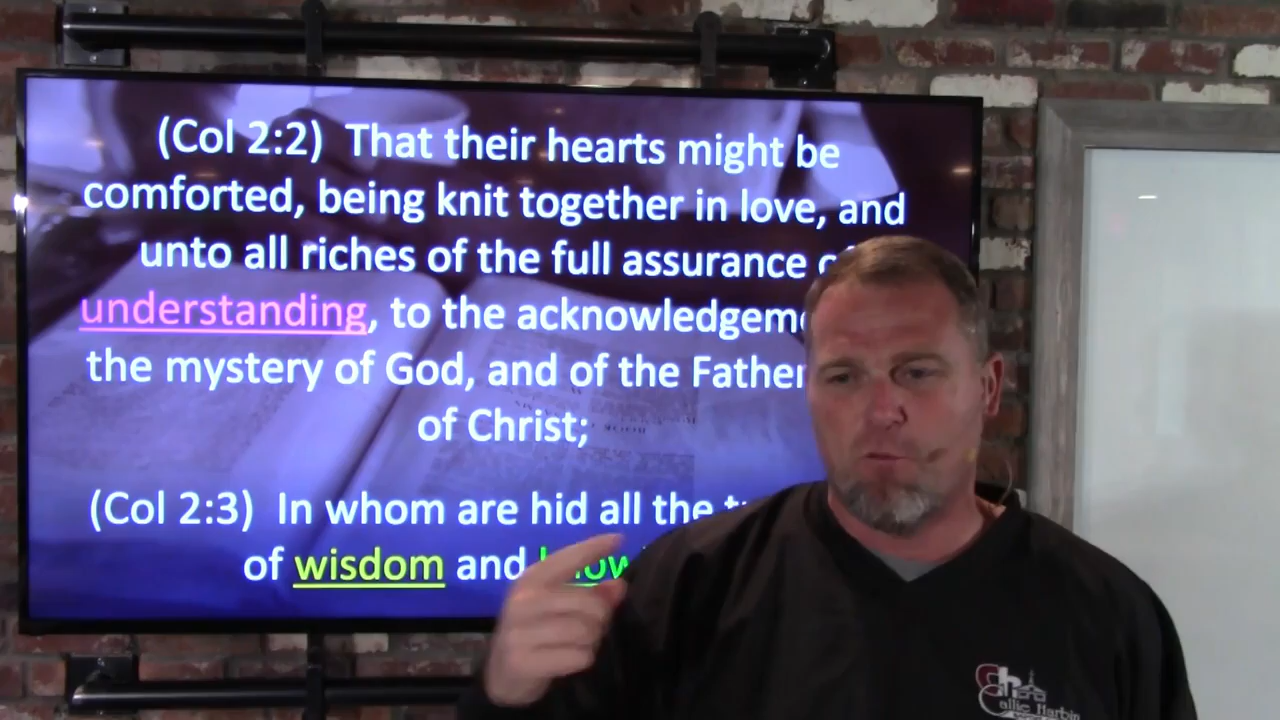 (Col 2:2) That their hearts might be
comforted, being knit together in love, and
unto all riches of the full assurance
understanding, to the
the mystery of God, and of the Father
of Christ;
(Col 2:3) In whom are hid all the
of wisdom and
Harbin